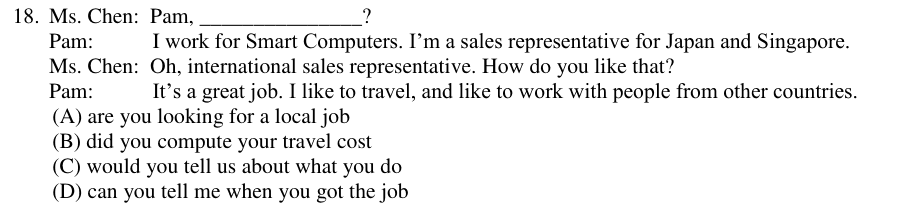 18. Ms. Chen: Pam, _______________?
Pam: I work for Smart Computers. I'm a sales representative for Japan and Singapore.
Ms. Chen: Oh, international sales representative. How do you like that?
Pam: It's a great job. I like to travel, and like to work with people from other countries.
(A) are you looking for a local job
(B) did you compute your travel cost
(C) would you tell us about what you do
(D) can you tell me when you got the job